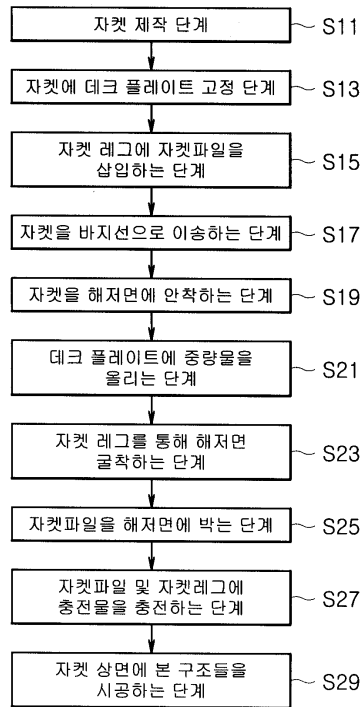 자켓 제작 단계
S11
자켓에 데크 플레이트 고정 단계
S13
자켓 레그에 자켓파일을
삽입하는 단계
S15
자켓을 바지선으로 이송하는 단계
S17
자켓을 해저면에 안착하는 단계
S19
데크 플레이트에 중량물을
올리는 단계
S21
자켓 레그를 통해 해저면
굴착하는 단계
S23
자켓파일을 해저면에 박는 단계
S25
자켓파일 및 자켓레그에
충전물을 충전하는 단계
S27
자켓 상면에 본 구조들을
시공하는 단계
S29